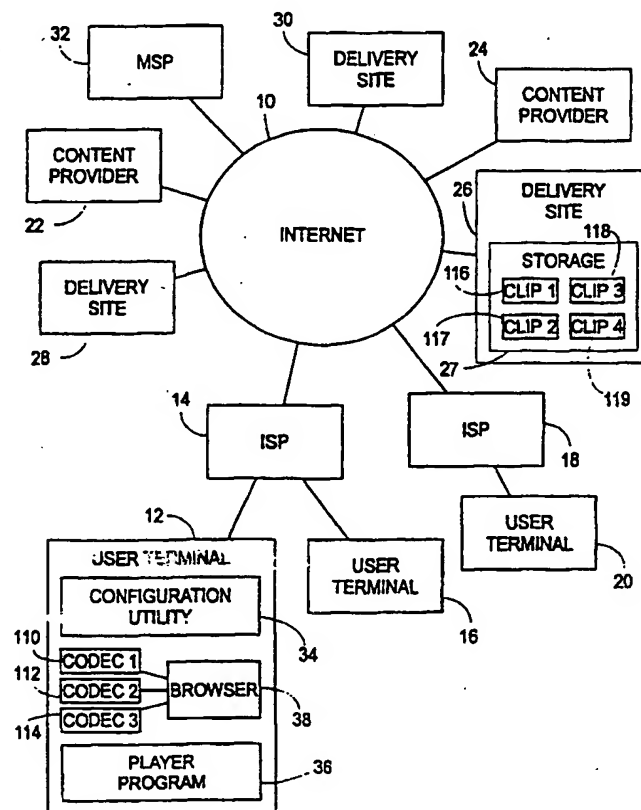 32
MSP
30
DELIVERY
SITE
24
CONTENT
PROVIDER
10
CONTENT
PROVIDER
22
INTERNET
26
DELIVERY
SITE
118
STORAGE
116
CLIP 1
CLIP 3
117
CLIP 2
CLIP 4
27
119
DELIVERY
SITE
28
14
ISP
ISP
18
12
USER TERMINAL
CONFIGURATION
UTILITY
34
USER
TERMINAL
16
USER
TERMINAL
20
110
CODEC 1
112
CODEC 2
114
CODEC 3
BROWSER
38
PLAYER
PROGRAM
36